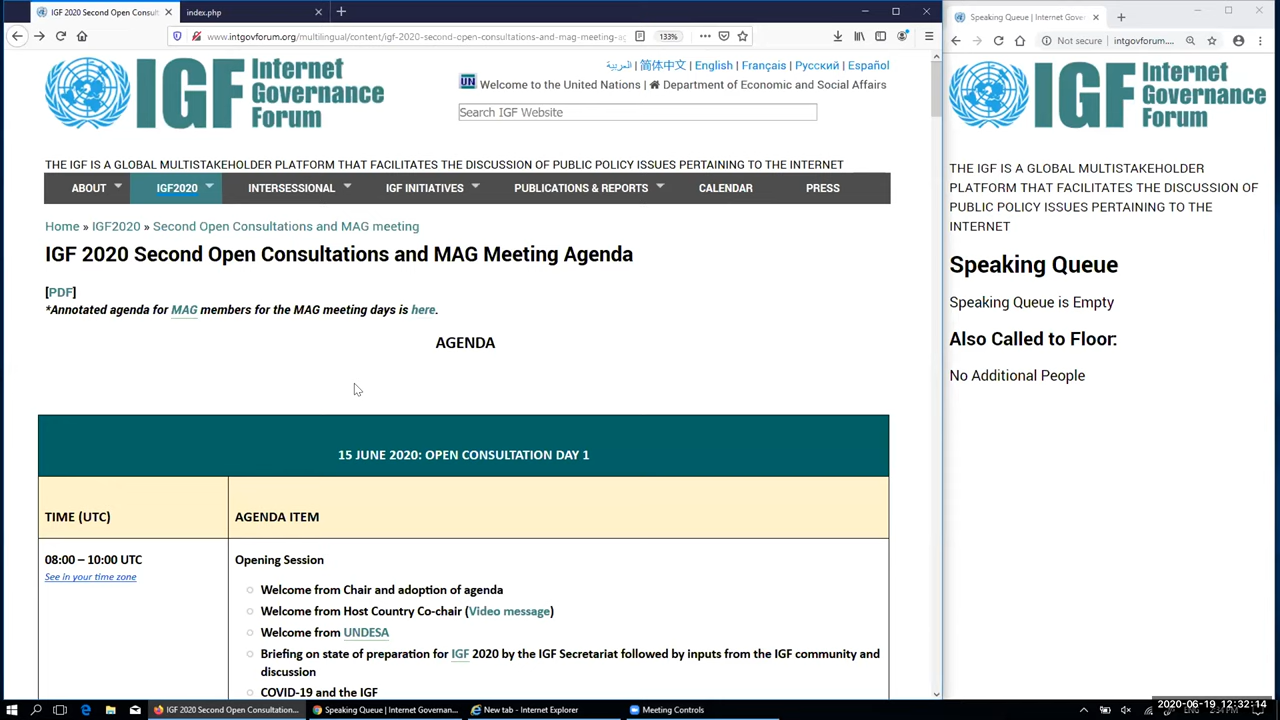 IGF 2020 Second Open Consult
index.php
www.intgovforum.org/multilingual/content/igf-2020-second-open-consultations-and-mag-meeting-ag
133%
IGF
Internet
Governance
Forum
العربية | 简体中文 | English | Français | Русский | Español
UN Welcome to the United Nations | Department of Economic and Social Affairs
Search IGF Website
THE IGF IS A GLOBAL MULTISTAKEHOLDER PLATFORM THAT FACILITATES THE DISCUSSION OF PUBLIC POLICY ISSUES PERTAINING TO THE INTERNET
ABOUT IGF2020 INTERSESSIONAL IGF INITIATIVES PUBLICATIONS & REPORTS CALENDAR PRESS
Home » IGF2020 » Second Open Consultations and MAG meeting
IGF 2020 Second Open Consultations and MAG Meeting Agenda
[PDF]
*Annotated agenda for MAG members for the MAG meeting days is here.
AGENDA
15 JUNE 2020: OPEN CONSULTATION DAY 1
TIME (UTC) AGENDA ITEM
08:00 – 10:00 UTC
See in your time zone
Opening Session
Welcome from Chair and adoption of agenda
Welcome from Host Country Co-chair (Video message)
Welcome from UNDESA
Briefing on state of preparation for IGF 2020 by the IGF Secretariat followed by inputs from the IGF community and
discussion
COVID-19 and the IGF
Speaking Queue | Internet Gover
Not secure | intgovforum....
IGF
Internet
Governance
Forum
THE IGF IS A GLOBAL MULTISTAKEHOLDER
PLATFORM THAT FACILITATES THE DISCUSSION OF
PUBLIC POLICY ISSUES PERTAINING TO THE
INTERNET
Speaking Queue
Speaking Queue is Empty
Also Called to Floor:
No Additional People
IGF 2020 Second Open Consultation...
Speaking Queue | Internet Governan...
New tab - Internet Explorer
Meeting Controls
2020-06-19 12:32:14